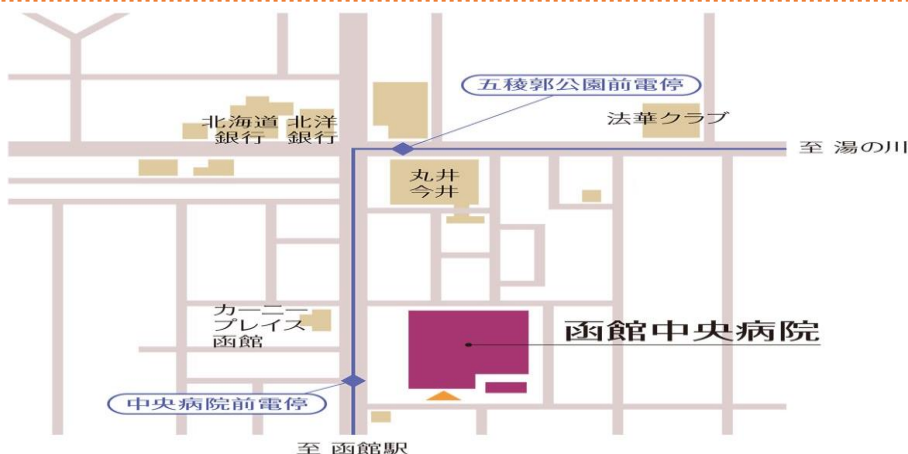 五稜郭公園前電停
北海道
銀行
北洋
銀行
法華クラブ
至 湯の川
丸井
今井
カーニー
プレイス
函館
函館中央病院
中央病院前電停
至 函館駅